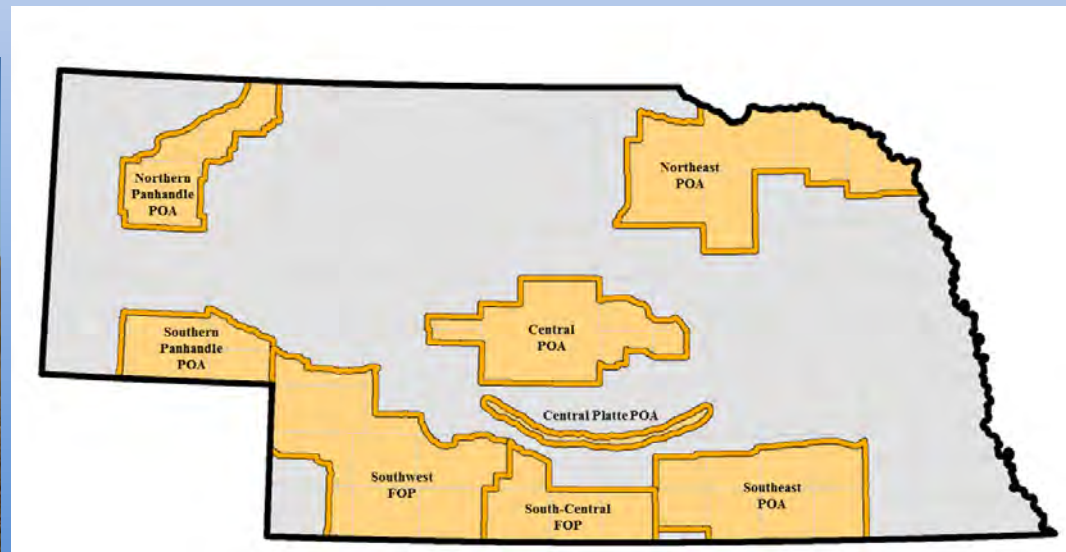 Northern
Panhandle
POA
Northeast
POA
Southern
Panhandle
POA
Central
POA
Central Platte POA
Southwest
FOP
South-Central
FOP
Southeast
POA